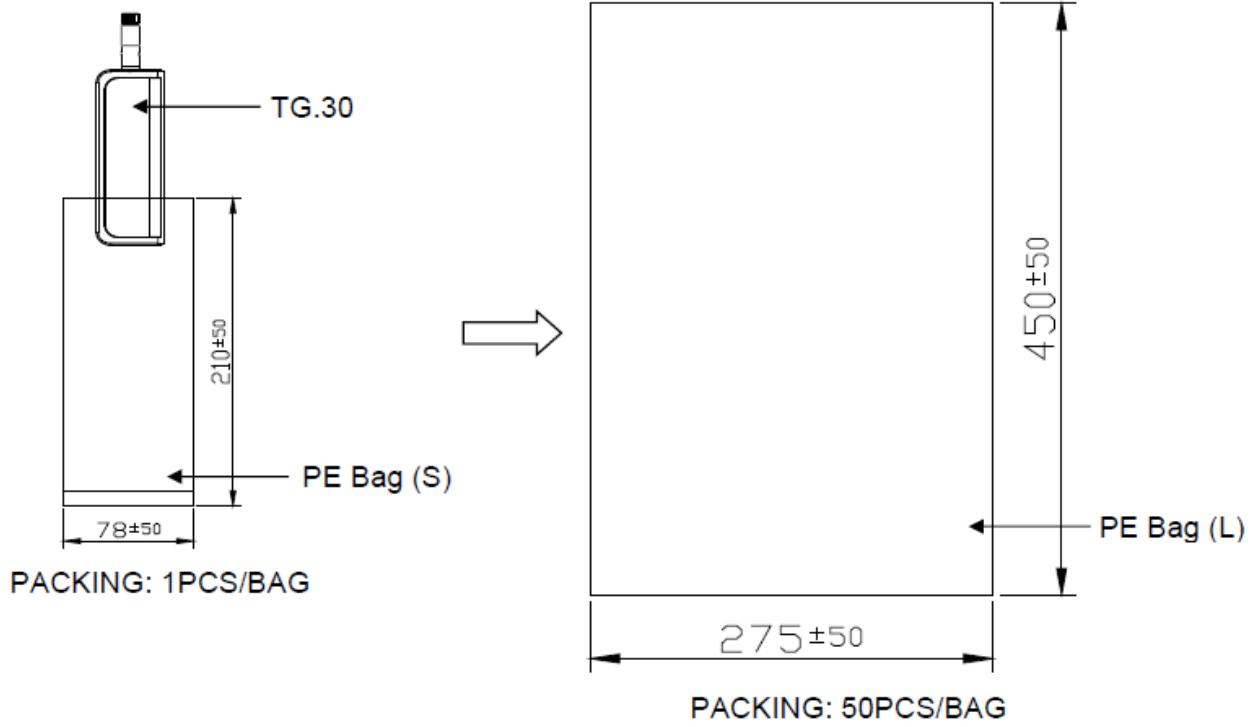 TG.30
210±50
PE Bag (S)
78±50
PACKING: 1PCS/BAG
450±50
PE Bag (L)
275±50
PACKING: 50PCS/BAG